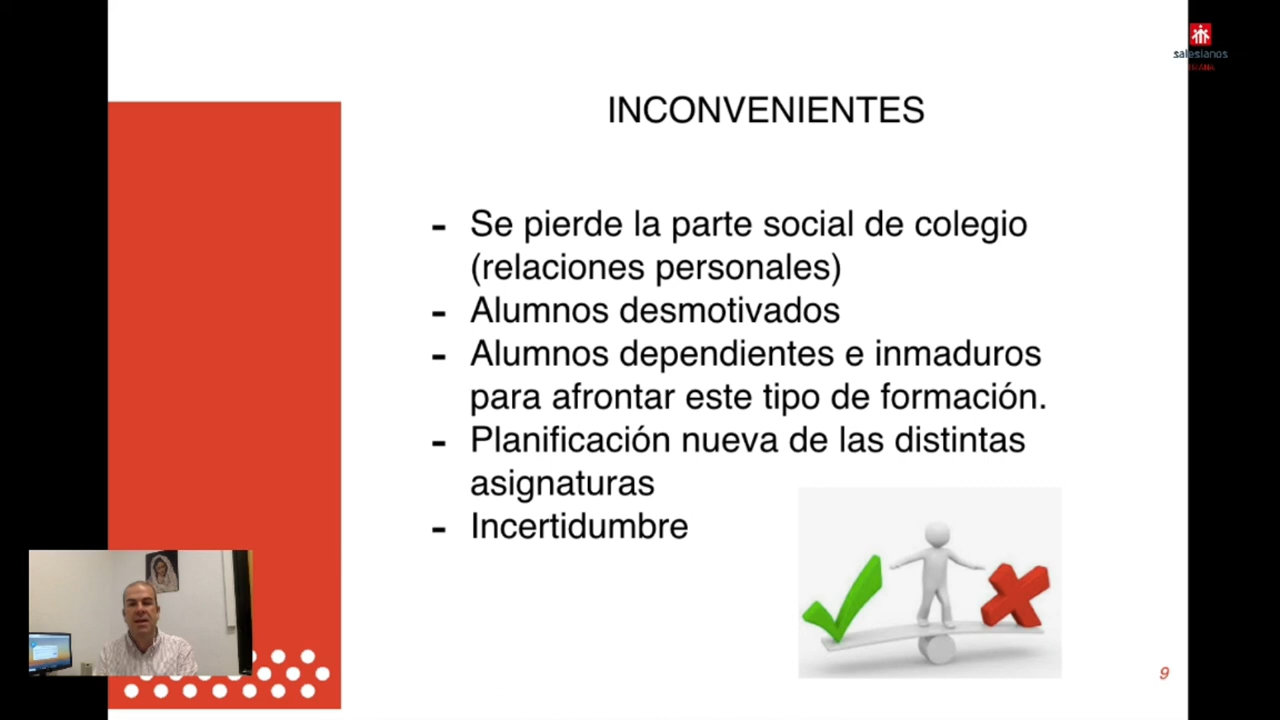 salesianos
TRIANA
INCONVENIENTES
- Se pierde la parte social de colegio
(relaciones personales)
- Alumnos desmotivados
- Alumnos dependientes e inmaduros
para afrontar este tipo de formación.
- Planificación nueva de las distintas
asignaturas
- Incertidumbre
9